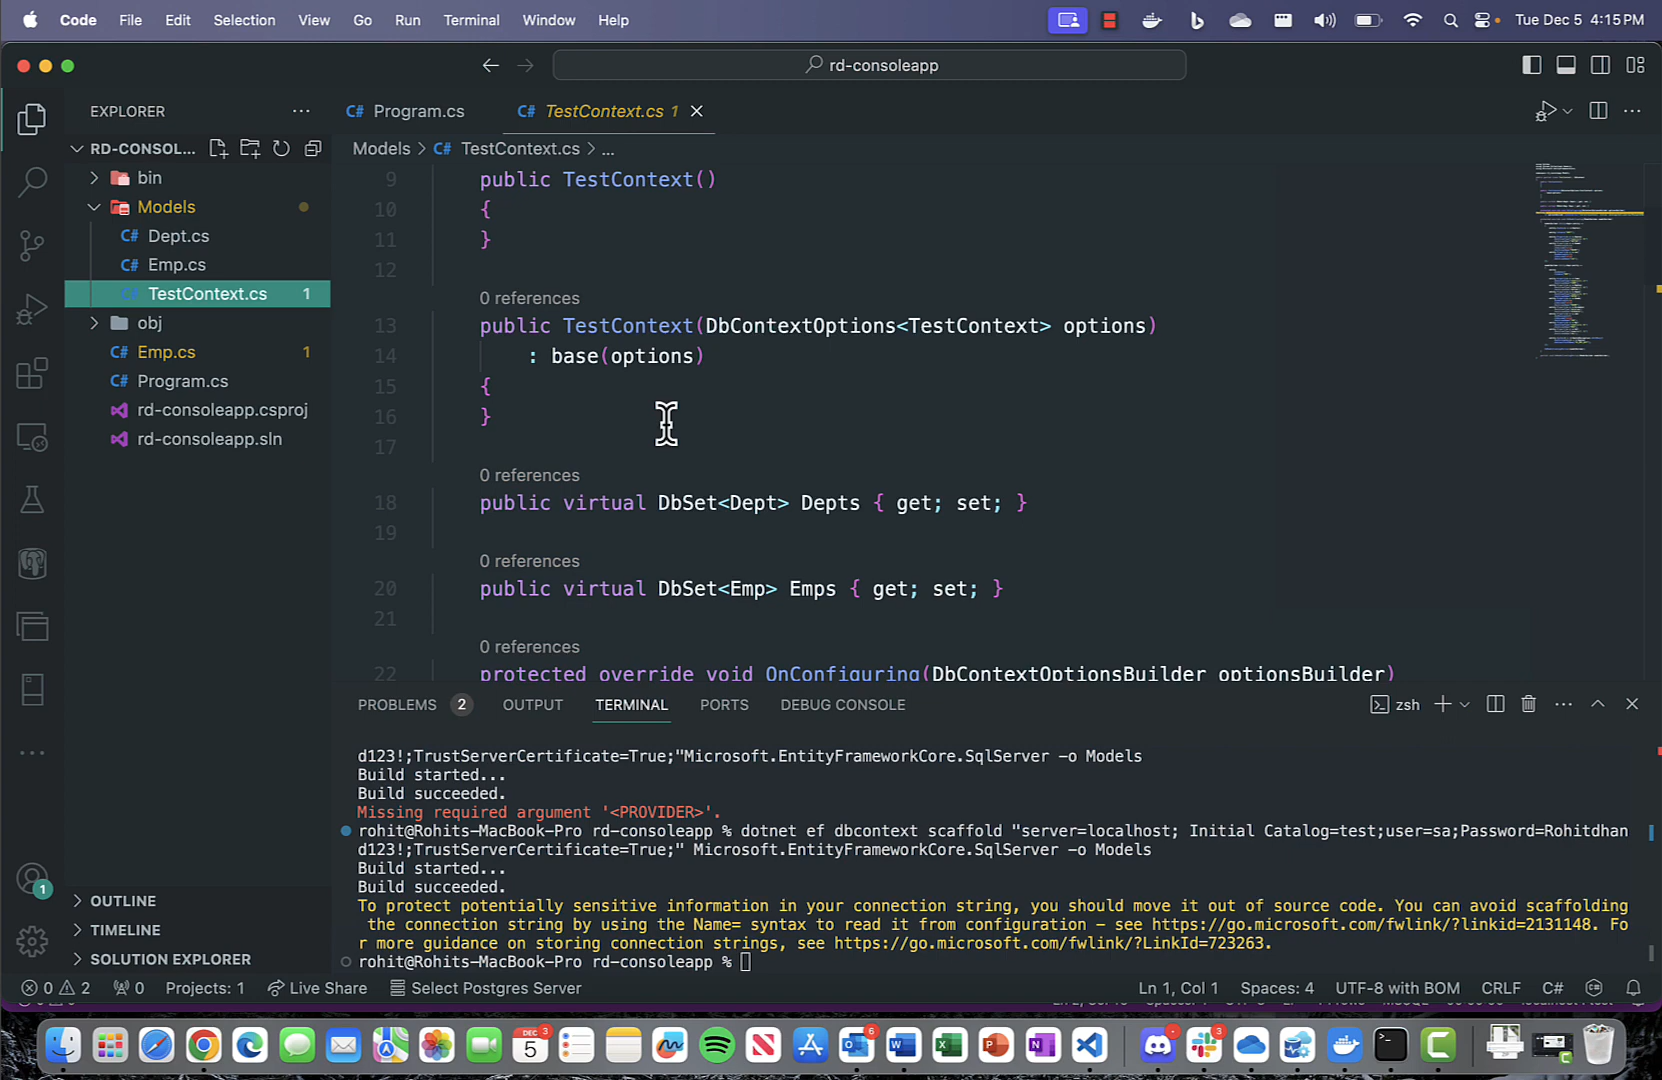 Code File Edit Selection View Go Run Terminal Window Help Tue Dec 5 4:15 PM
rd-consoleapp
EXPLORER
Program.cs
TestContext.cs 1
RD-CONSOL...
Models > C# TestContext.cs > ...
bin
Models
C# Dept.cs
C# Emp.cs
C# TestContext.cs 1
obj
C# Emp.cs 1
C# Program.cs
rd-consoleapp.csproj
rd-consoleapp.sln
OUTLINE
TIMELINE
SOLUTION EXPLORER
9 public TestContext()
10 {
11 }
12
0 references
13 public TestContext(DbContextOptions<TestContext> options)
14 : base(options)
15 {
16 }
17
0 references
18 public virtual DbSet<Dept> Depts { get; set; }
19
0 references
20 public virtual DbSet<Emp> Emps { get; set; }
21
0 references
22 protected override void OnConfiguring(DbContextOptionsBuilder optionsBuilder)
PROBLEMS 2 OUTPUT TERMINAL PORTS DEBUG CONSOLE zsh
d123!;TrustServerCertificate=True;"Microsoft.EntityFrameworkCore.SqlServer -o Models
Build started...
Build succeeded.
Missing required argument '<PROVIDER>'.
rohit@Rohits-MacBook-Pro rd-consoleapp % dotnet ef dbcontext scaffold "server=localhost; Initial Catalog=test;user=sa;Password=Rohitdhan
d123!;TrustServerCertificate=True;" Microsoft.EntityFrameworkCore.SqlServer -o Models
Build started...
Build succeeded.
To protect potentially sensitive information in your connection string, you should move it out of source code. You can avoid scaffolding
the connection string by using the Name= syntax to read it from configuration - see https://go.microsoft.com/fwlink/?linkid=2131148. Fo
r more guidance on storing connection strings, see https://go.microsoft.com/fwlink/?LinkId=723263.
rohit@Rohits-MacBook-Pro rd-consoleapp %
0 2 0 Projects: 1 Live Share Select Postgres Server Ln 1, Col 1 Spaces: 4 UTF-8 with BOM CRLF C#